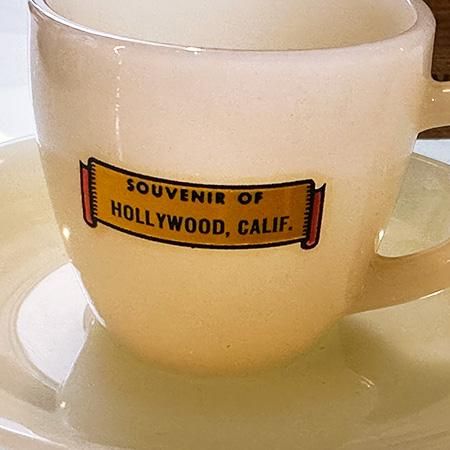 SOUVENIR OF
HOLLYWOOD, CALIF.